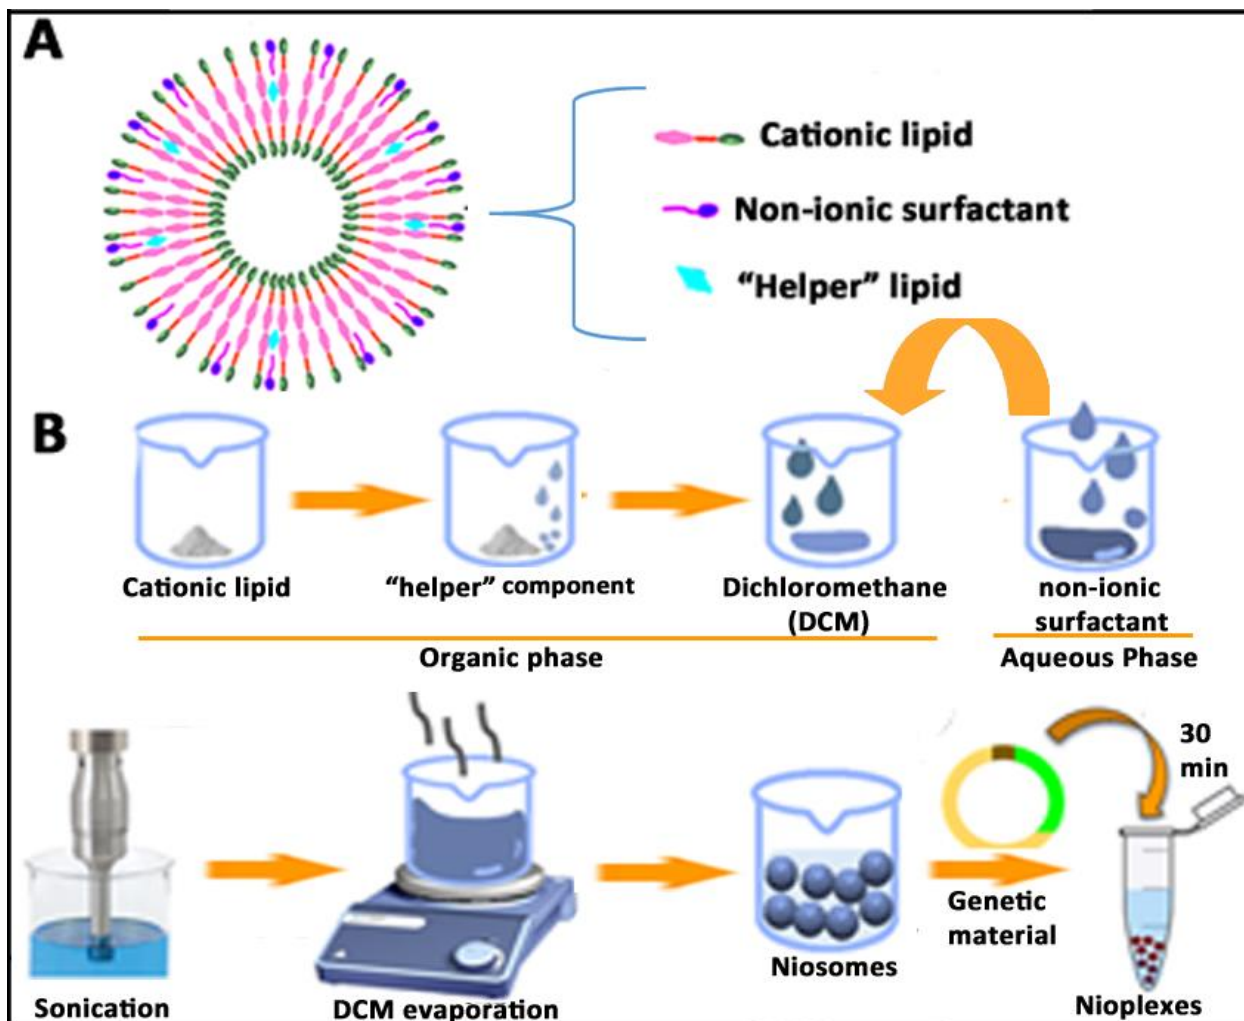 A
Cationic lipid
Non-ionic surfactant
“Helper” lipid
B
Cationic lipid
“helper” component
Dichloromethane
(DCM)
non-ionic
surfactant
Organic phase
Aqueous Phase
30
min
Genetic
material
Niosomes
Sonication
DCM evaporation
Nioplexes